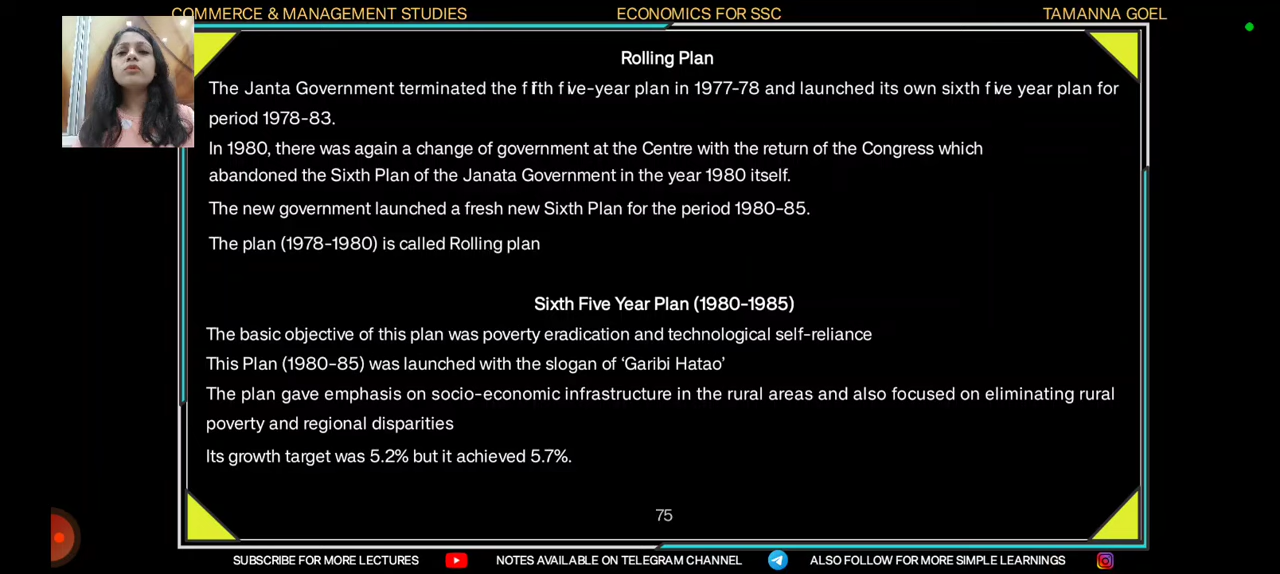 COMMERCE & MANAGEMENT STUDIES ECONOMICS FOR SSC TAMANNA GOEL
Rolling Plan
The Janta Government terminated the fifth five-year plan in 1977-78 and launched its own sixth five year plan for
period 1978-83.
In 1980, there was again a change of government at the Centre with the return of the Congress which
abandoned the Sixth Plan of the Janata Government in the year 1980 itself.
The new government launched a fresh new Sixth Plan for the period 1980-85.
The plan (1978-1980) is called Rolling plan
Sixth Five Year Plan (1980-1985)
The basic objective of this plan was poverty eradication and technological self-reliance
This Plan (1980-85) was launched with the slogan of ‘Garibi Hatao’
The plan gave emphasis on socio-economic infrastructure in the rural areas and also focused on eliminating rural
poverty and regional disparities
Its growth target was 5.2% but it achieved 5.7%.
75
SUBSCRIBE FOR MORE LECTURES NOTES AVAILABLE ON TELEGRAM CHANNEL ALSO FOLLOW FOR MORE SIMPLE LEARNINGS